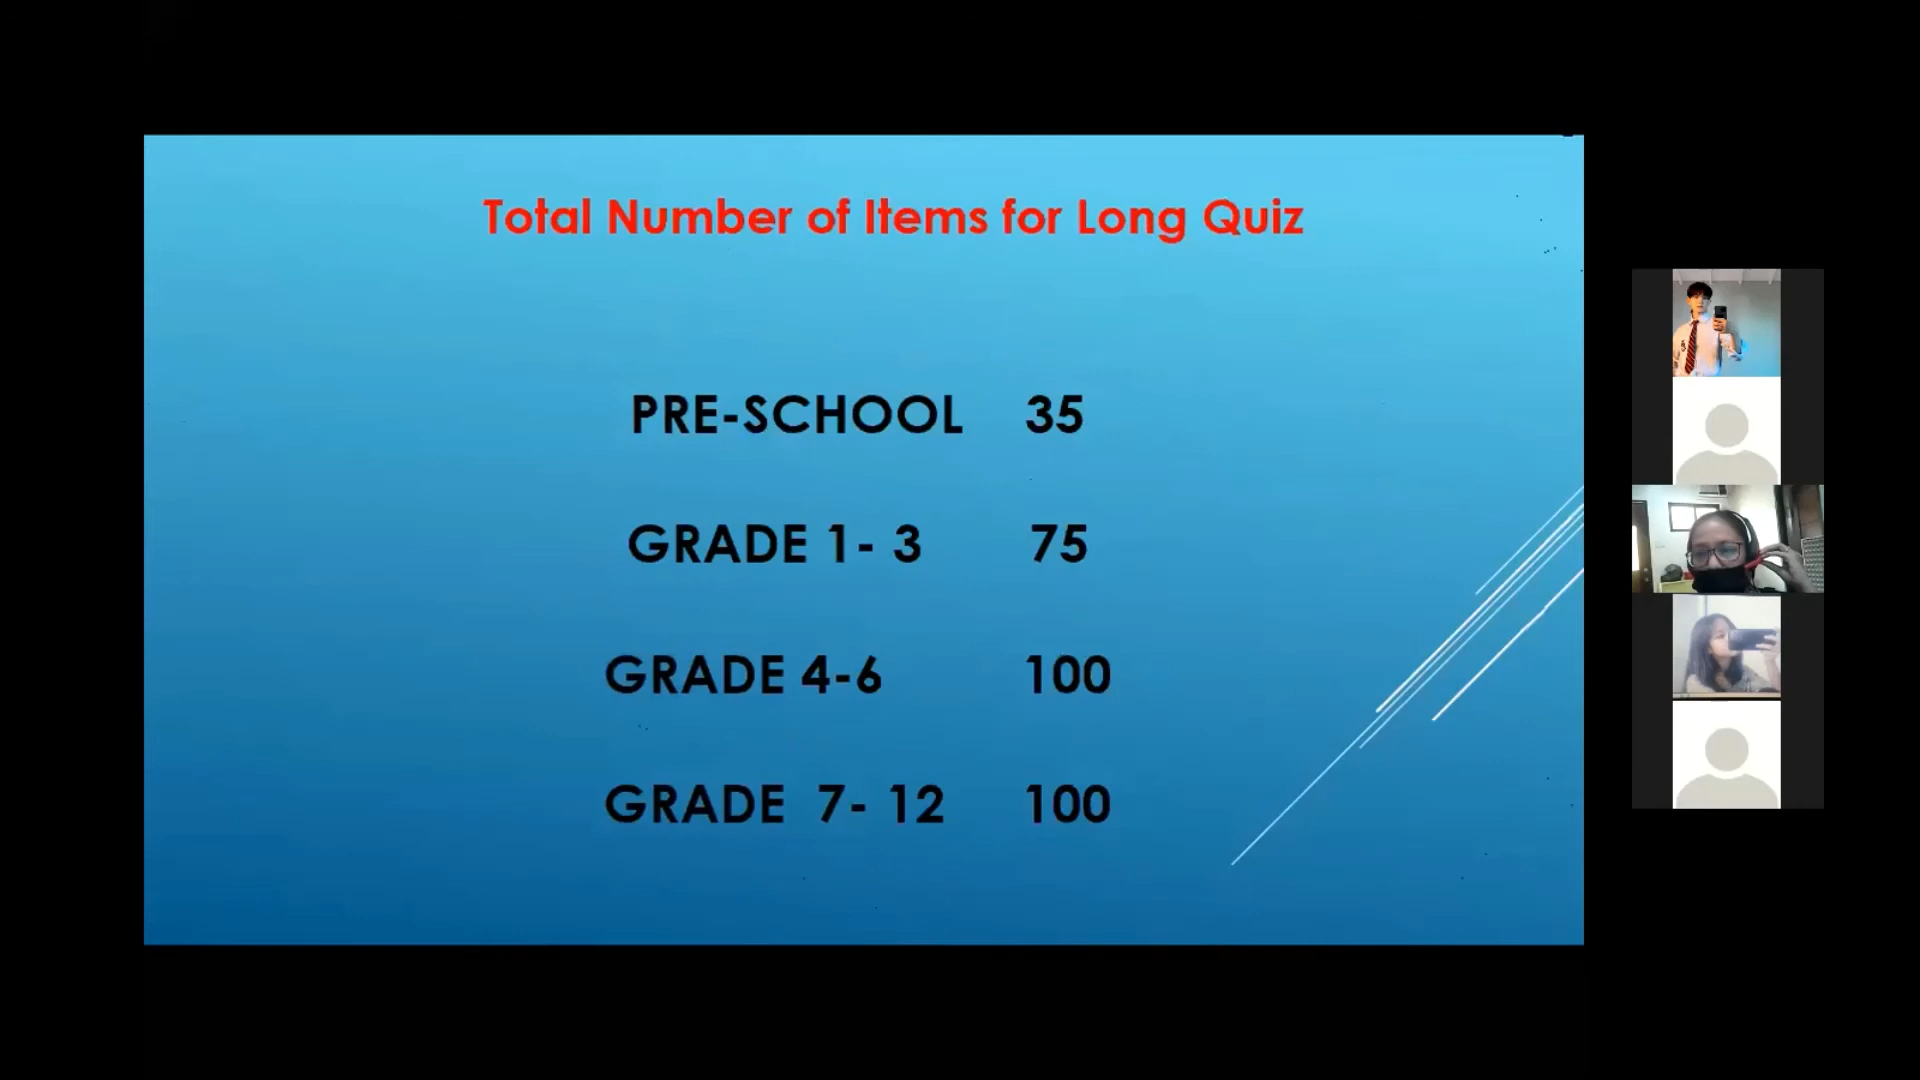 Total Number of Items for Long Quiz
PRE-SCHOOL 35
GRADE 1- 3 75
GRADE 4-6 100
GRADE 7- 12 100